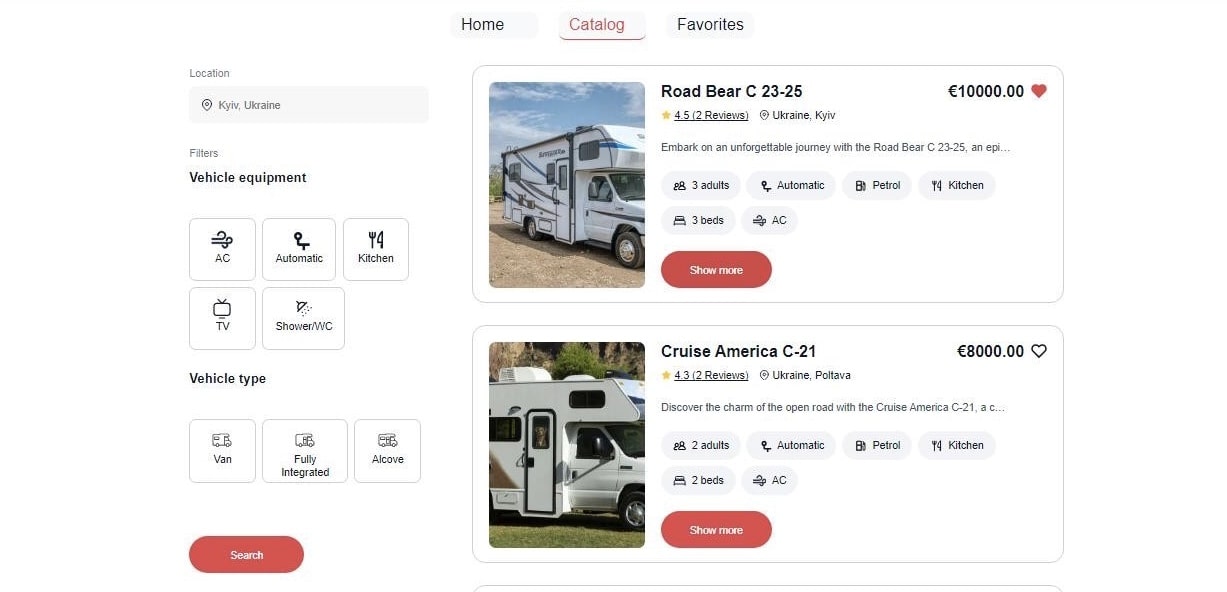 Home Catalog Favorites
Location
Kyiv, Ukraine
Filters
Vehicle equipment
AC Automatic Kitchen
TV Shower/WC
Vehicle type
Van Fully Integrated Alcove
Search
Road Bear C 23-25 €10000.00
4.5 (2 Reviews) Ukraine, Kyiv
Embark on an unforgettable journey with the Road Bear C 23-25, an epi...
3 adults Automatic Petrol Kitchen
3 beds AC
Show more
Cruise America C-21 €8000.00
4.3 (2 Reviews) Ukraine, Poltava
Discover the charm of the open road with the Cruise America C-21, a c...
2 adults Automatic Petrol Kitchen
2 beds AC
Show more